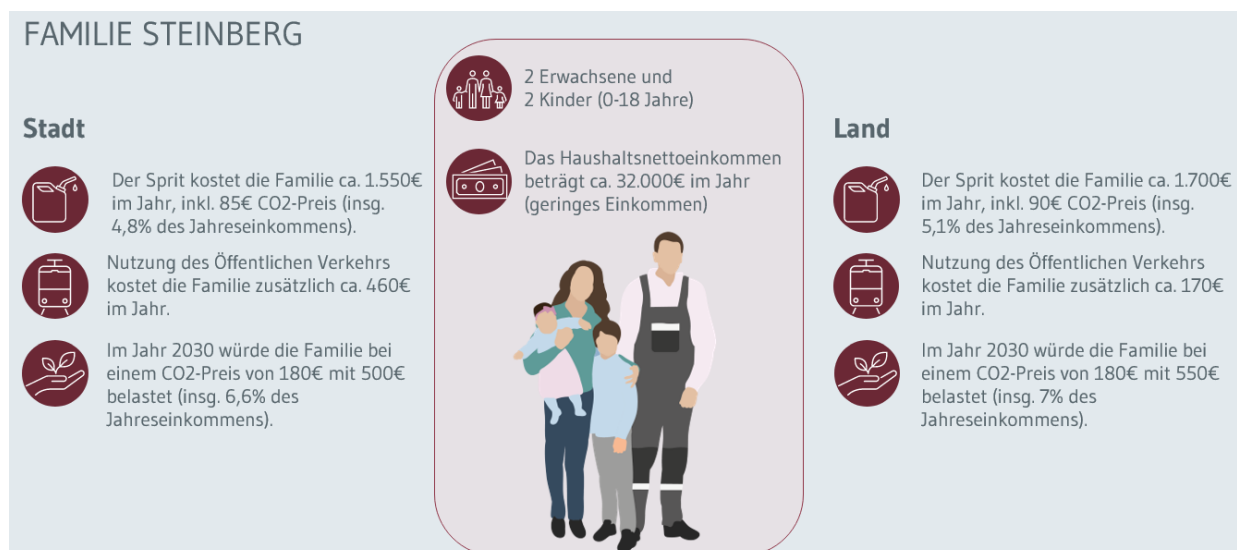 FAMILIE STEINBERG
2 Erwachsene und
2 Kinder (0-18 Jahre)
Das Haushaltsnettoeinkommen
beträgt ca. 32.000€ im Jahr
(geringes Einkommen)
Stadt
Der Sprit kostet die Familie ca. 1.550€
im Jahr, inkl. 85€ CO2-Preis (insg.
4,8% des Jahreseinkommens).
Nutzung des Öffentlichen Verkehrs
kostet die Familie zusätzlich ca. 460€
im Jahr.
Im Jahr 2030 würde die Familie bei
einem CO2-Preis von 180€ mit 500€
belastet (insg. 6,6% des
Jahreseinkommens).
Land
Der Sprit kostet die Familie ca. 1.700€
im Jahr, inkl. 90€ CO2-Preis (insg.
5,1% des Jahreseinkommens).
Nutzung des Öffentlichen Verkehrs
kostet die Familie zusätzlich ca. 170€
im Jahr.
Im Jahr 2030 würde die Familie bei
einem CO2-Preis von 180€ mit 550€
belastet (insg. 7% des
Jahreseinkommens).